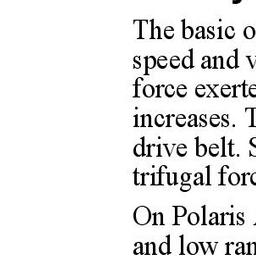 The basic o
speed and v
force exerte
increases. T
drive belt. S
trifugal forc
On Polaris
and low ran